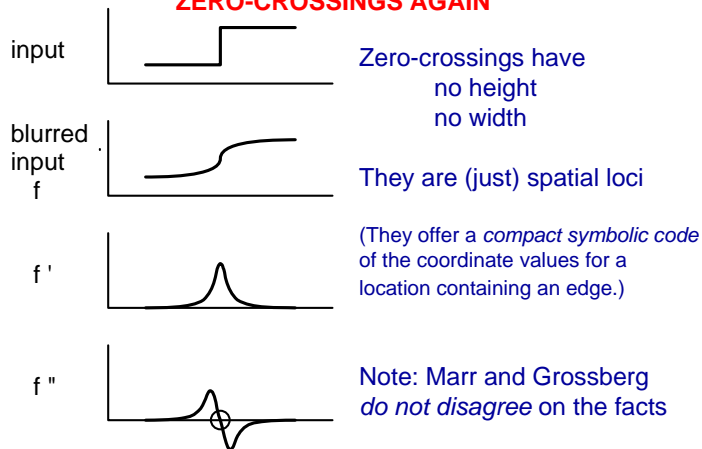 ZERO-CROSSINGS AGAIN
input
Zero-crossings have
no height
no width
blurred
input
f
They are (just) spatial loci
(They offer a compact symbolic code
of the coordinate values for a
location containing an edge.)
f '
f "
Note: Marr and Grossberg
do not disagree on the facts